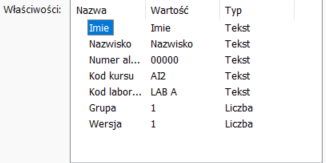 Właściwości: Nazwa Wartość Typ
Imie Imie Tekst
Nazwisko Nazwisko Tekst
Numer al... 00000 Tekst
Kod kursu AI2 Tekst
Kod labor... LAB A Tekst
Grupa 1 Liczba
Wersja 1 Liczba